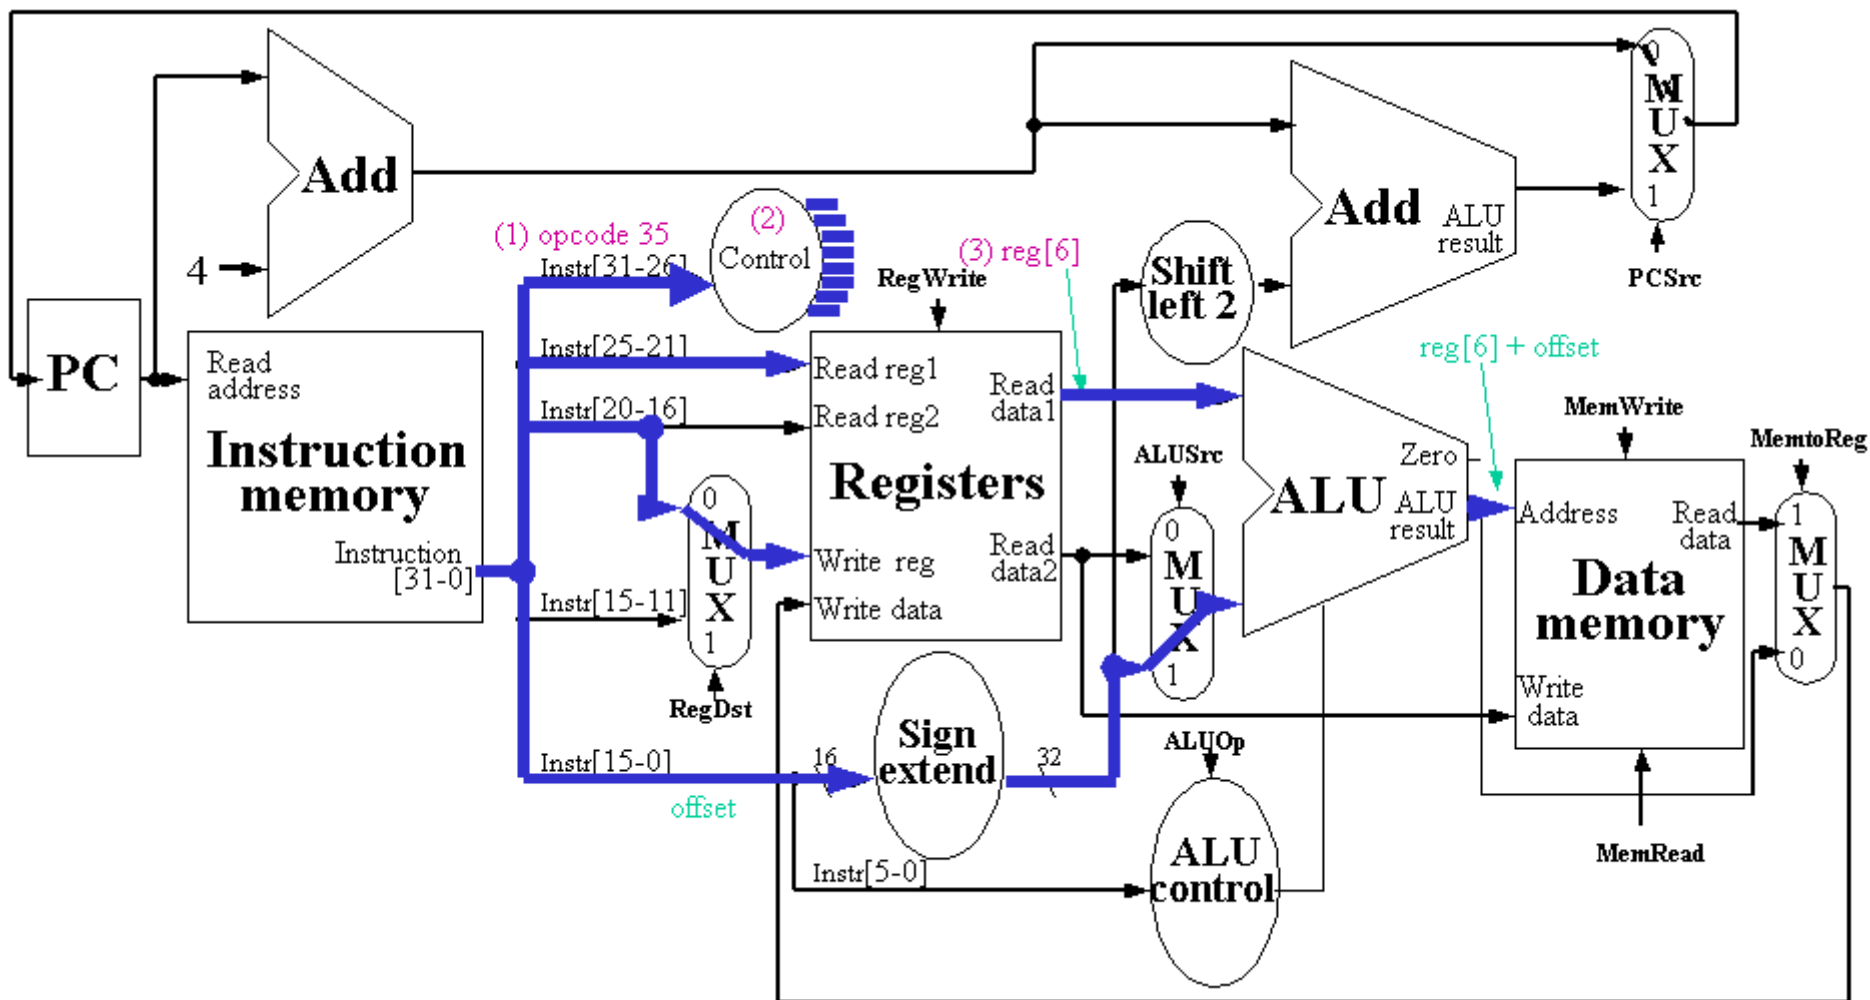 0
M
U
X
1
PCSrc
Add
4
PC
Add
ALU
result
Shift
left 2
(1) opcode 35
(2)
Control
(3) reg[6]
Instr[31-26]
RegWrite
Instr[25-21]
Instr[20-16]
Instr[15-11]
Instr[15-0]
offset
Read
address
Instruction
memory
Instruction
[31-0]
0
M
U
X
1
RegDst
Read reg1
Read reg2
Read
data1
Registers
Write reg
Write data
Read
data2
16
Sign
extend
32
Instr[5-0]
ALUSrc
0
M
U
X
1
ALUOp
ALU
control
Zero
ALU
ALU
result
reg[6] + offset
MemWrite
Address
Read
data
Data
memory
Write
data
MemRead
MemtoReg
1
M
U
X
0